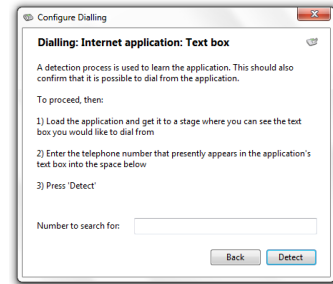 Configure Dialling
Dialling: Internet application: Text box
A detection process is used to learn the application. This should also
confirm that it is possible to dial from the application.
To proceed, then:
1) Load the application and get it to a stage where you can see the text
box you would like to dial from
2) Enter the telephone number that presently appears in the application's
text box into the space below
3) Press 'Detect'
Number to search for:
Back Detect